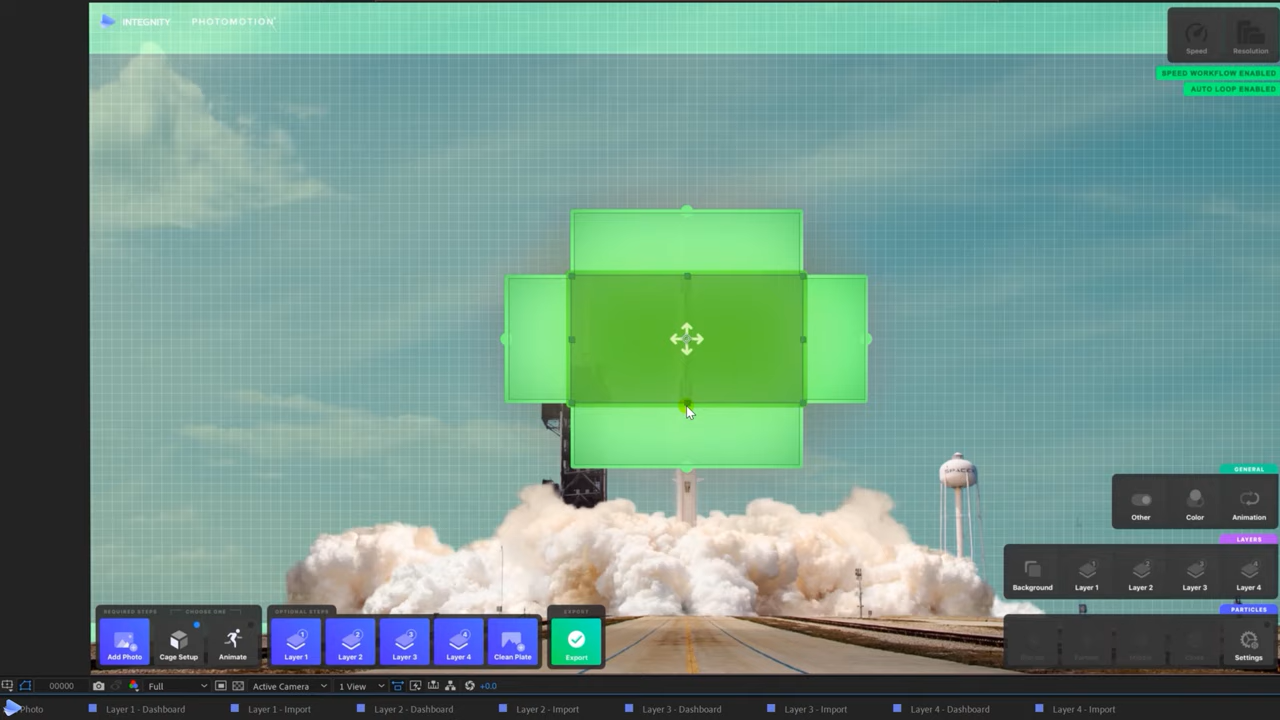 INTEGNITY PHOTOMOTION
Speed Resolution
SPEED WORKFLOW ENABLED
AUTO LOOP ENABLED
SPACEX
GENERAL
Other Color Animation
LAYERS
Background Layer 1 Layer 2 Layer 3 Layer 4
PARTICLES
Settings
REQUIRED STEPS CHOOSE ONE OPTIONAL STEPS EXPORT
Add Photo Cage Setup Animate Layer 1 Layer 2 Layer 3 Layer 4 Clean Plate Export
00000 Full Active Camera 1 View +0.0
Photo Layer 1 - Dashboard Layer 1 - Import Layer 2 - Dashboard Layer 2 - Import Layer 3 - Dashboard Layer 3 - Import Layer 4 - Dashboard Layer 4 - Import